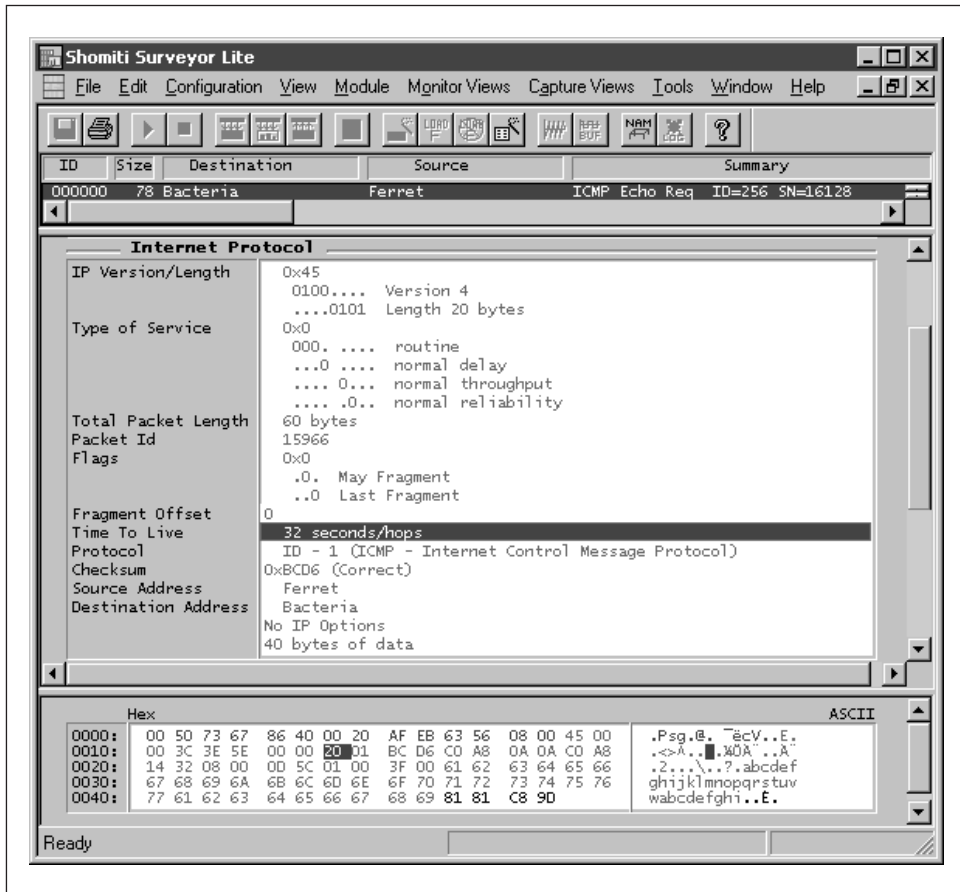 Shomiti Surveyor Lite
File Edit Configuration View Module Monitor Views Capture Views Tools Window Help
ID Size Destination Source Summary
000000 78 Bacteria Ferret ICMP Echo Req ID=256 SN=16128
Internet Protocol
IP Version/Length 0x45
0100.... Version 4
....0101 Length 20 bytes
Type of Service 0x0
000. .... routine
...0 .... normal delay
.... 0... normal throughput
.... .0.. normal reliability
Total Packet Length 60 bytes
Packet Id 15966
Flags 0x0
.0. May Fragment
..0 Last Fragment
Fragment Offset 0
Time To Live 32 seconds/hops
Protocol ID - 1 (ICMP - Internet Control Message Protocol)
Checksum 0xBCD6 (Correct)
Source Address Ferret
Destination Address Bacteria
No IP Options
40 bytes of data
Hex ASCII
0000: 00 50 73 67 86 40 00 20 AF EB 63 56 08 00 45 00 .Psg.@. ¯ëcV..E.
0010: 00 3C 3E 5E 00 00 20 01 BC D6 C0 A8 0A 0A C0 A8 .<>^.. .¼ÖÀ¨..À¨
0020: 14 32 08 00 0D 5C 01 00 3F 00 61 62 63 64 65 66 .2...\..?.abcdef
0030: 67 68 69 6A 6B 6C 6D 6E 6F 70 71 72 73 74 75 76 ghijklmnopqrstuv
0040: 77 61 62 63 64 65 66 67 68 69 81 81 C8 9D wabcdefghi..È.
Ready